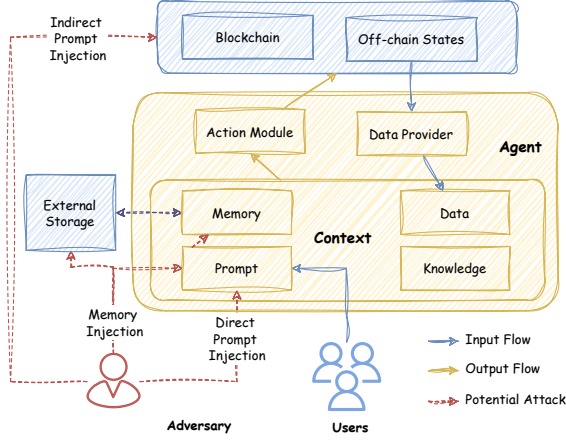 Indirect
Prompt
Injection
Blockchain
Off-chain States
Action Module
Data Provider
Agent
External
Storage
Memory
Data
Context
Prompt
Knowledge
Memory
Injection
Direct
Prompt
Injection
Input Flow
Output Flow
Potential Attack
Adversary
Users